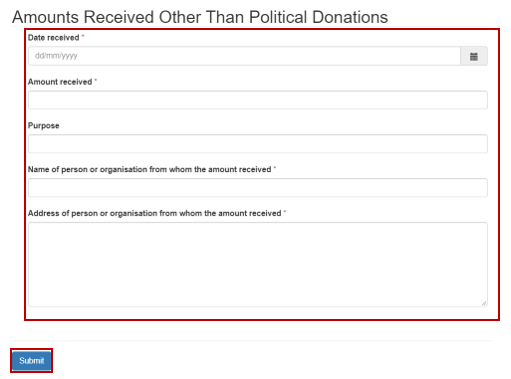 Amounts Received Other Than Political Donations
Date received *
dd/mm/yyyy
Amount received *
Purpose
Name of person or organisation from whom the amount received *
Address of person or organisation from whom the amount received *
Submit